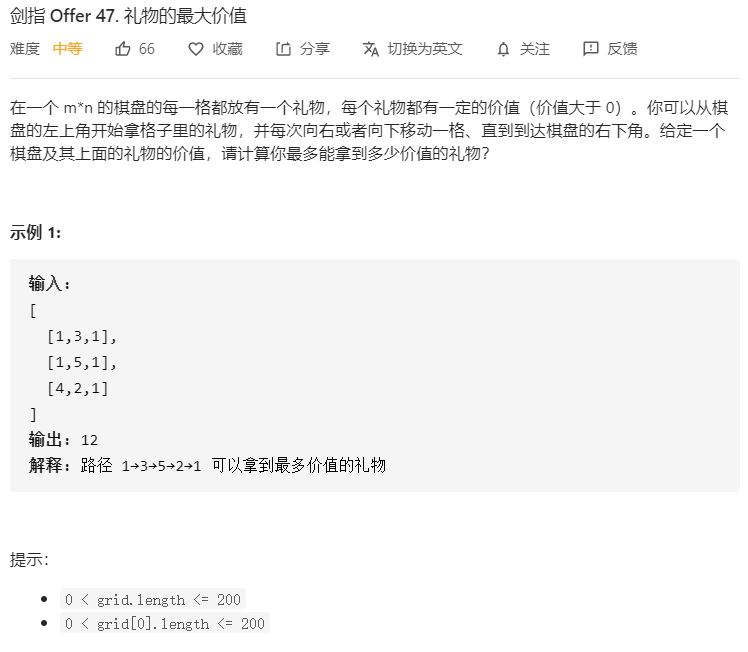 剑指 Offer 47. 礼物的最大价值
难度 中等 66 收藏 分享 切换为英文 关注 反馈
在一个 m*n 的棋盘的每一格都放有一个礼物，每个礼物都有一定的价值（价值大于 0）。你可以从棋
盘的左上角开始拿格子里的礼物，并每次向右或者向下移动一格、直到到达棋盘的右下角。给定一个
棋盘及其上面的礼物的价值，请计算你最多能拿到多少价值的礼物？
示例 1:
输入:
[
  [1,3,1],
  [1,5,1],
  [4,2,1]
]
输出: 12
解释: 路径 1→3→5→2→1 可以拿到最多价值的礼物
提示：
0 < grid.length <= 200
0 < grid[0].length <= 200